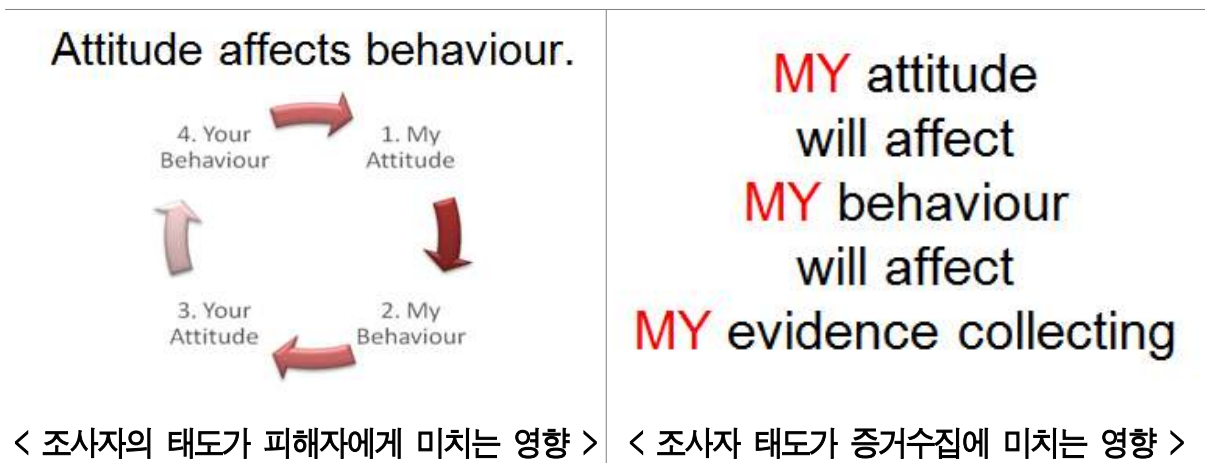 Attitude affects behaviour.
4. Your
Behaviour
1. My
Attitude
3. Your
Attitude
2. My
Behaviour
< 조사자의 태도가 피해자에게 미치는 영향 >
MY attitude
will affect
MY behaviour
will affect
MY evidence collecting
< 조사자 태도가 증거수집에 미치는 영향 >